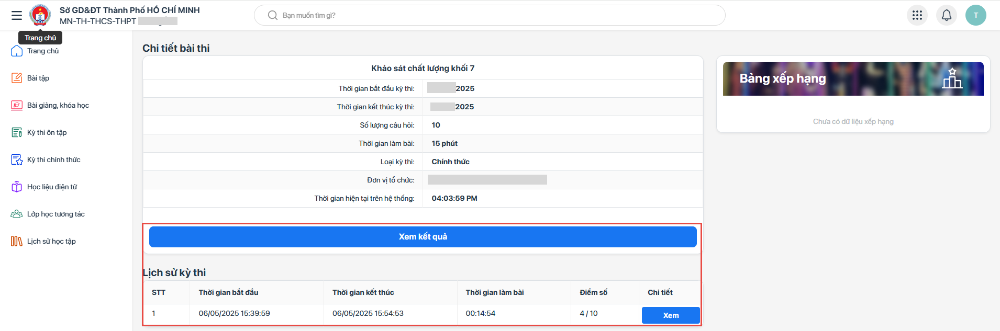 Sở GD&ĐT Thành Phố HỒ CHÍ MINH
MN-TH-THCS-THPT
Bạn muốn tìm gì?
T
Trang chủ
Trang chủ
Bài tập
Bài giảng, khóa học
Kỳ thi ôn tập
Kỳ thi chính thức
Học liệu điện tử
Lớp học tương tác
Lịch sử học tập
Chi tiết bài thi
Khảo sát chất lượng khối 7
Thời gian bắt đầu kỳ thi: 2025
Thời gian kết thúc kỳ thi: 2025
Số lượng câu hỏi: 10
Thời gian làm bài: 15 phút
Loại kỳ thi: Chính thức
Đơn vị tổ chức:
Thời gian hiện tại trên hệ thống: 04:03:59 PM
Xem kết quả
Lịch sử kỳ thi
STT Thời gian bắt đầu Thời gian kết thúc Thời gian làm bài Điểm số Chi tiết
1 06/05/2025 15:39:59 06/05/2025 15:54:53 00:14:54 4 / 10 Xem
Bảng xếp hạng
Chưa có dữ liệu xếp hạng